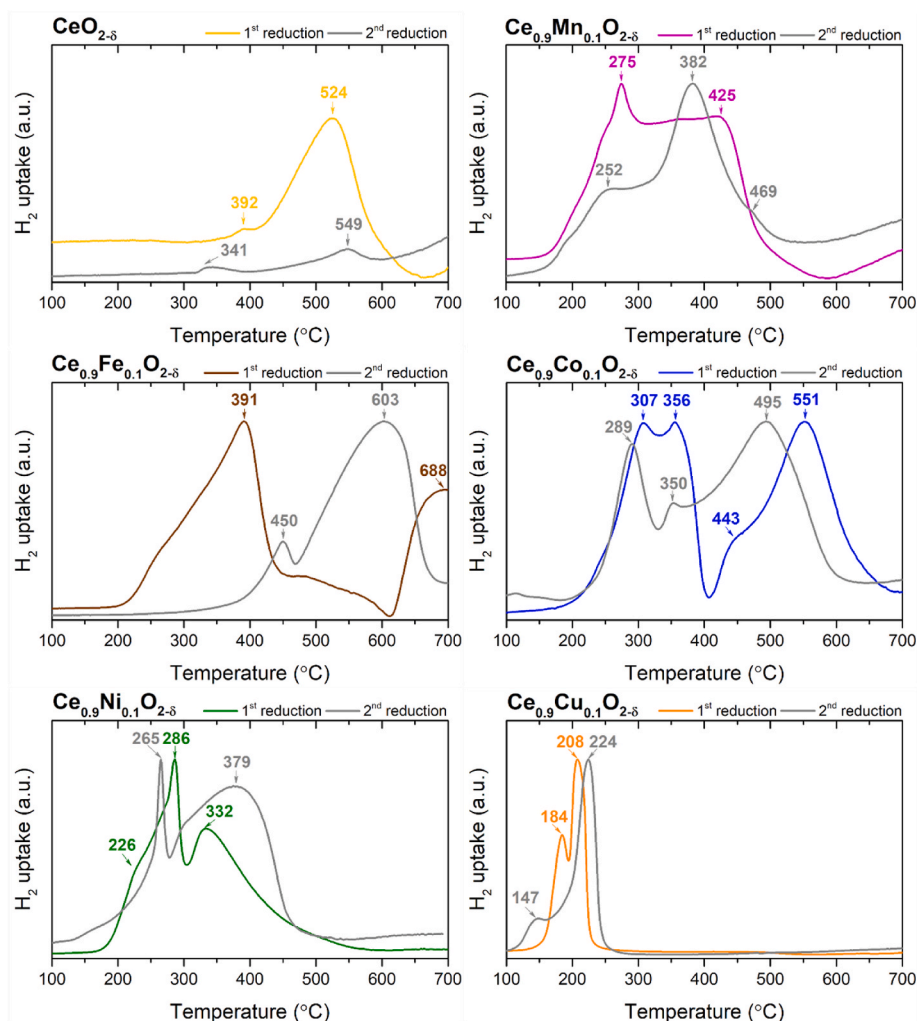 CeO2-δ
1st reduction 2nd reduction
524
392
341
549
H2 uptake (a.u.)
100 200 300 400 500 600 700
Temperature (°C)
Ce0.9Mn0.1O2-δ
1st reduction 2nd reduction
275
382
425
252
469
H2 uptake (a.u.)
100 200 300 400 500 600 700
Temperature (°C)
Ce0.9Fe0.1O2-δ
1st reduction 2nd reduction
391
603
688
450
H2 uptake (a.u.)
100 200 300 400 500 600 700
Temperature (°C)
Ce0.9Co0.1O2-δ
1st reduction 2nd reduction
307 356 495 551
289
350
443
H2 uptake (a.u.)
100 200 300 400 500 600 700
Temperature (°C)
Ce0.9Ni0.1O2-δ
1st reduction 2nd reduction
265 286
379
332
226
H2 uptake (a.u.)
100 200 300 400 500 600 700
Temperature (°C)
Ce0.9Cu0.1O2-δ
1st reduction 2nd reduction
208 224
184
147
H2 uptake (a.u.)
100 200 300 400 500 600 700
Temperature (°C)